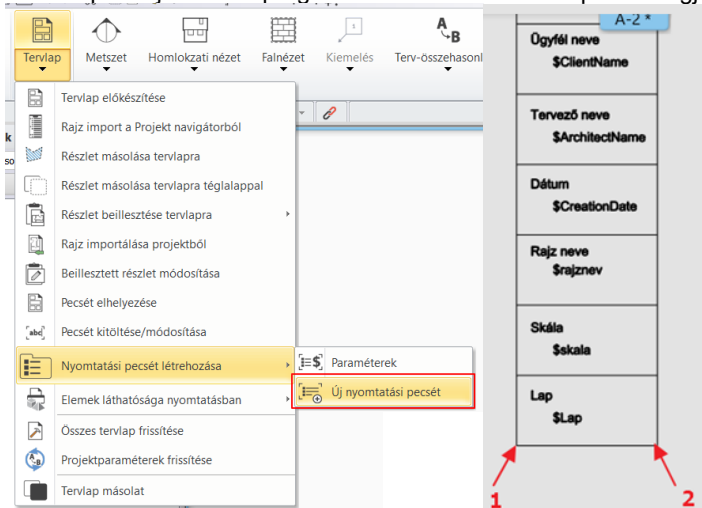 Tervlap
Metszet
Homlokzati nézet
Falnézet
Kiemelés
Terv-összehasonl
Tervlap előkészítése
Rajz import a Projekt navigátorból
Részlet másolása tervlapra
Részlet másolása tervlapra téglalappal
Részlet beillesztése tervlapra
Rajz importálása projektből
Beillesztett részlet módosítása
Pecsét elhelyezése
Pecsét kitöltése/módosítása
Nyomtatási pecsét létrehozása
Elemek láthatósága nyomtatásban
Összes tervlap frissítése
Projektparaméterek frissítése
Tervlap másolat
Paraméterek
Új nyomtatási pecsét
A-2 *
Ügyfél neve
$ClientName
Tervező neve
$ArchitectName
Dátum
$CreationDate
Rajz neve
$rajznev
Skála
$skala
Lap
$Lap
1
2